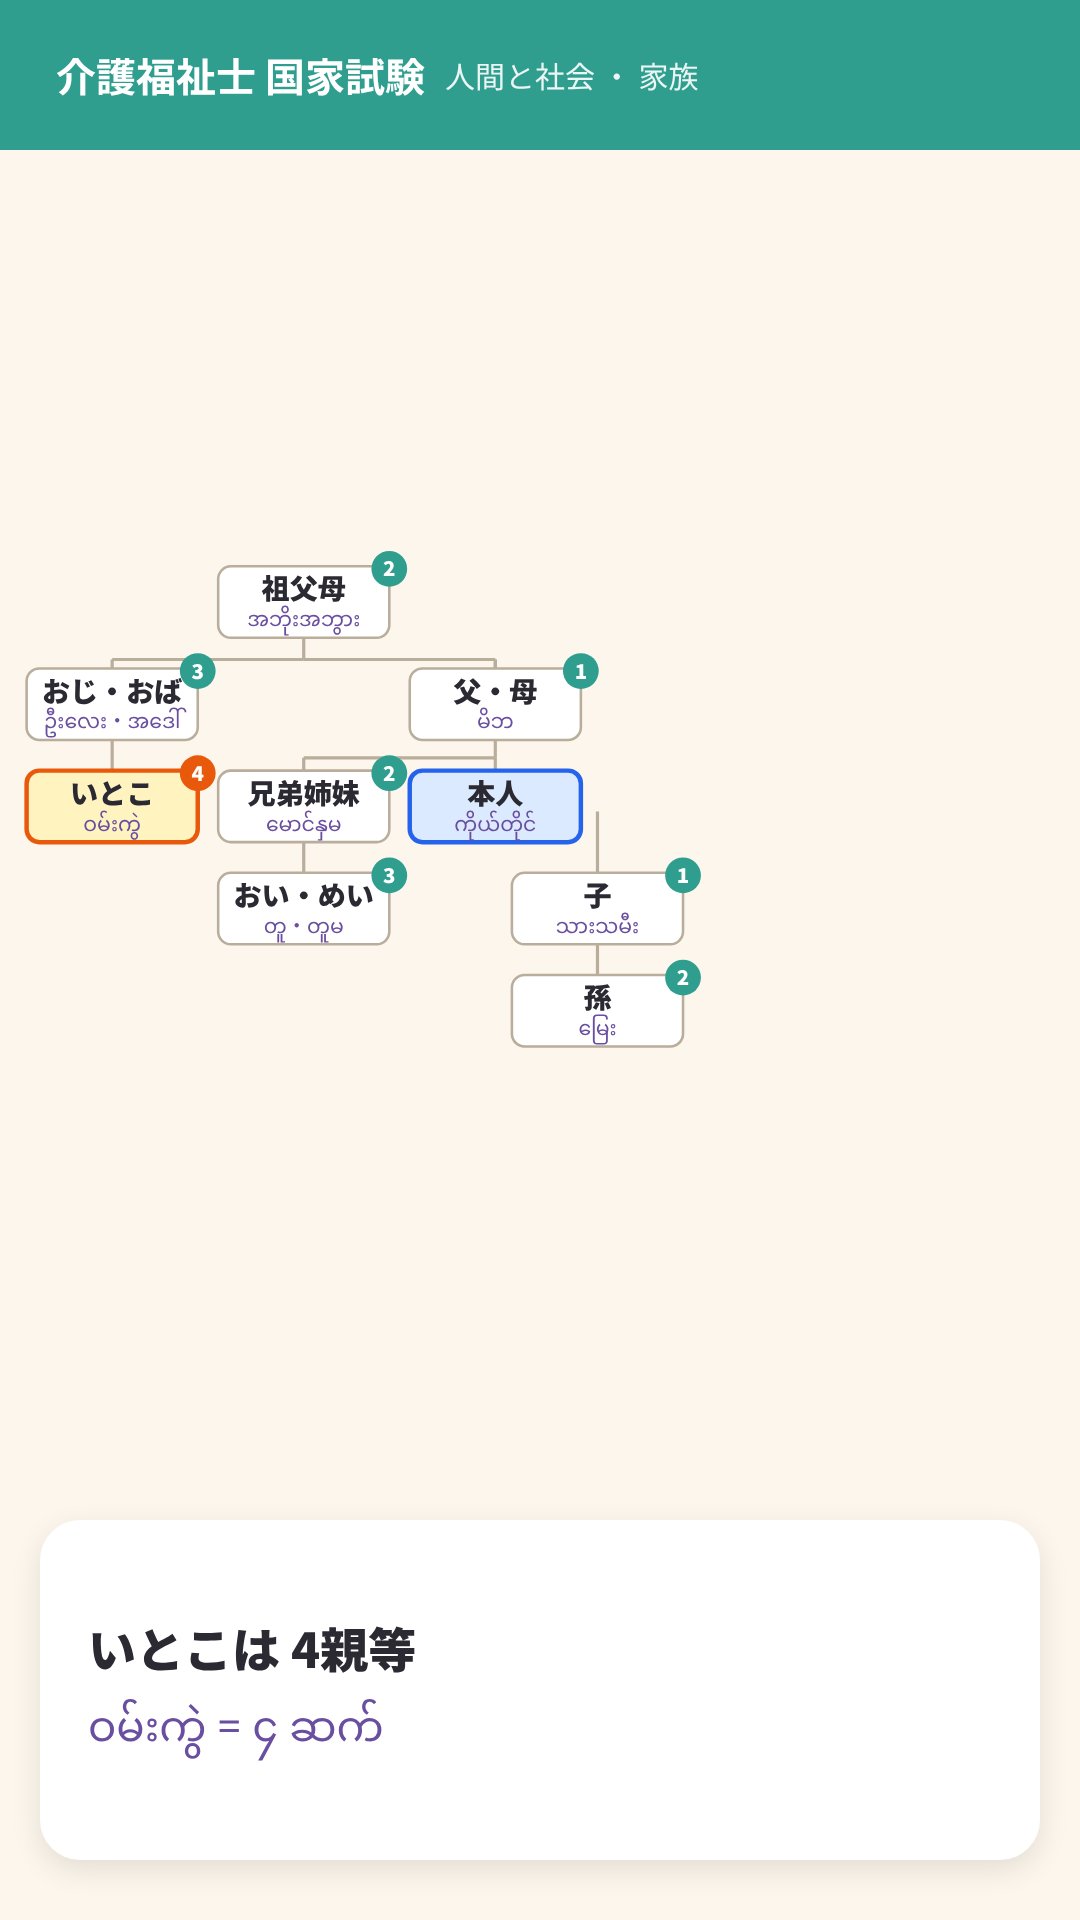 介護福祉士 国家試験 人間と社会 ・ 家族
祖父母
အဘိုးအဘွား
2
おじ・おば
ဦးလေး・အဒေါ်
3
父・母
မိဘ
1
いとこ
ဝမ်းကွဲ
4
兄弟姉妹
မောင်နှမ
2
本人
ကိုယ်တိုင်
おい・めい
တူ・တူမ
3
子
သားသမီး
1
孫
မြေး
2
いとこは 4親等
ဝမ်းကွဲ = ၄ ဆက်